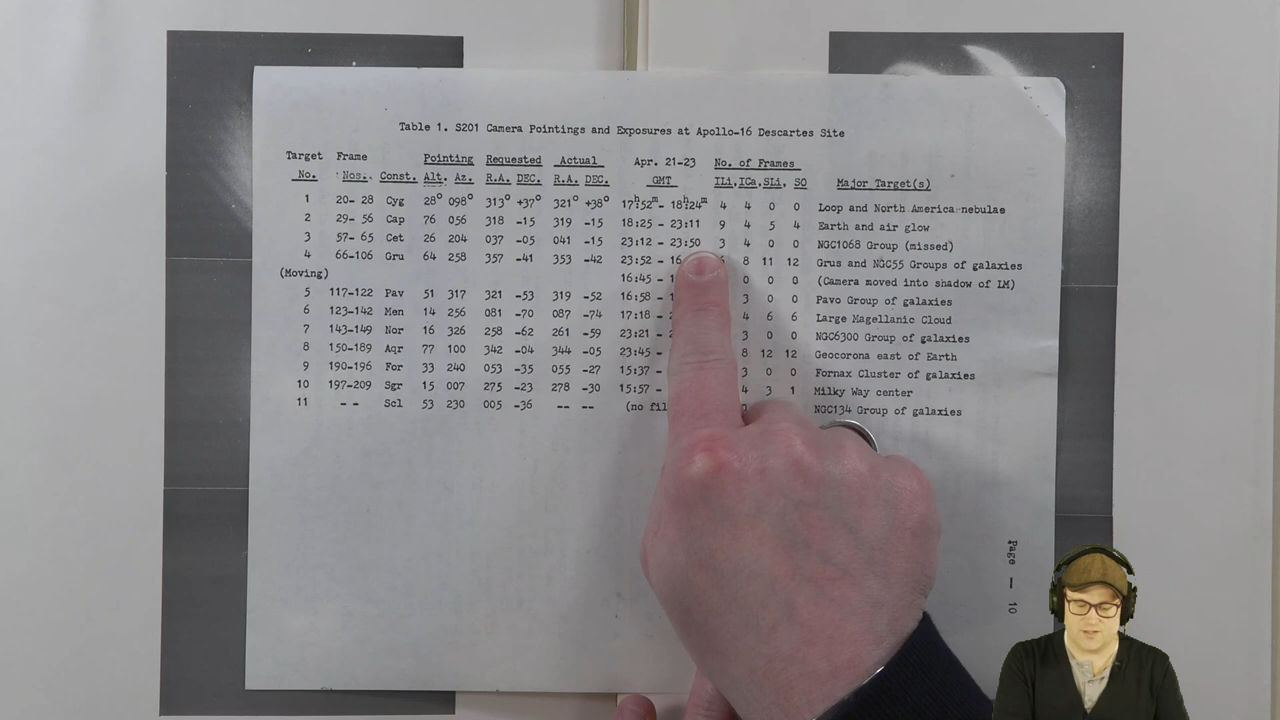 Table 1. S201 Camera Pointings and Exposures at Apollo-16 Descartes Site
Target Frame Pointing Requested Actual Apr. 21-23 No. of Frames
No. Nos. Const. Alt. Az. R.A. DEC. R.A. DEC. GMT ILi, ICa, SLi, SO Major Target(s)
1 20- 28 Cyg 28° 098° 313° +37° 321° +38° 17h52m- 18h24m 4 4 0 0 Loop and North America nebulae
2 29- 56 Cap 76 056 318 -15 319 -15 18:25 - 23:11 9 4 5 4 Earth and air glow
3 57- 65 Cet 26 204 037 -05 041 -15 23:12 - 23:50 3 4 0 0 NGC1068 Group (missed)
4 66-106 Gru 64 258 357 -41 353 -42 23:52 - 16 8 11 12 Grus and NGC55 Groups of galaxies
(Moving) 16:45 - 0 0 0 (Camera moved into shadow of LM)
5 117-122 Pav 51 317 321 -53 319 -52 16:58 - 3 0 0 Pavo Group of galaxies
6 123-142 Men 14 256 081 -70 087 -74 17:18 - 4 6 6 Large Magellanic Cloud
7 143-149 Nor 16 326 258 -62 261 -59 23:21 - 3 0 0 NGC6300 Group of galaxies
8 150-189 Aqr 77 100 342 -04 344 -05 23:45 - 8 12 12 Geocorona east of Earth
9 190-196 For 33 240 053 -35 055 -27 15:37 - 3 0 0 Fornax Cluster of galaxies
10 197-209 Sgr 15 007 275 -23 278 -30 15:57 - 4 3 1 Milky Way center
11 -- Scl 53 230 005 -36 -- -- (no NGC134 Group of galaxies
Page — 10